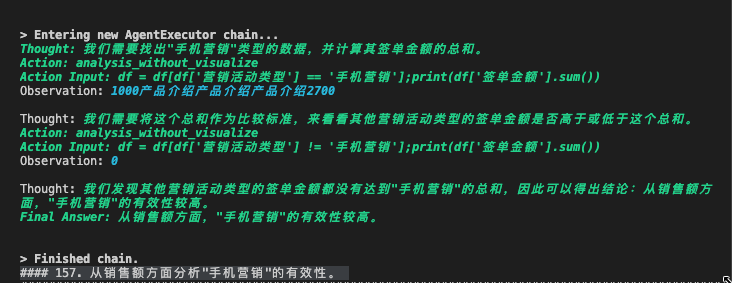 > Entering new AgentExecutor chain...
Thought: 我们需要找出"手机营销"类型的数据，并计算其签单金额的总和。
Action: analysis_without_visualize
Action Input: df = df[df['营销活动类型'] == '手机营销'];print(df['签单金额'].sum())
Observation: 1000产品介绍产品介绍产品介绍2700
Thought: 我们需要将这个总和作为比较标准，来看看其他营销活动类型的签单金额是否高于或低于这个总和。
Action: analysis_without_visualize
Action Input: df = df[df['营销活动类型'] != '手机营销'];print(df['签单金额'].sum())
Observation: 0
Thought: 我们发现其他营销活动类型的签单金额都没有达到"手机营销"的总和，因此可以得出结论：从销售额方
面，"手机营销"的有效性较高。
Final Answer: 从销售额方面，"手机营销"的有效性较高。
> Finished chain.
#### 157. 从销售额方面分析"手机营销"的有效性。